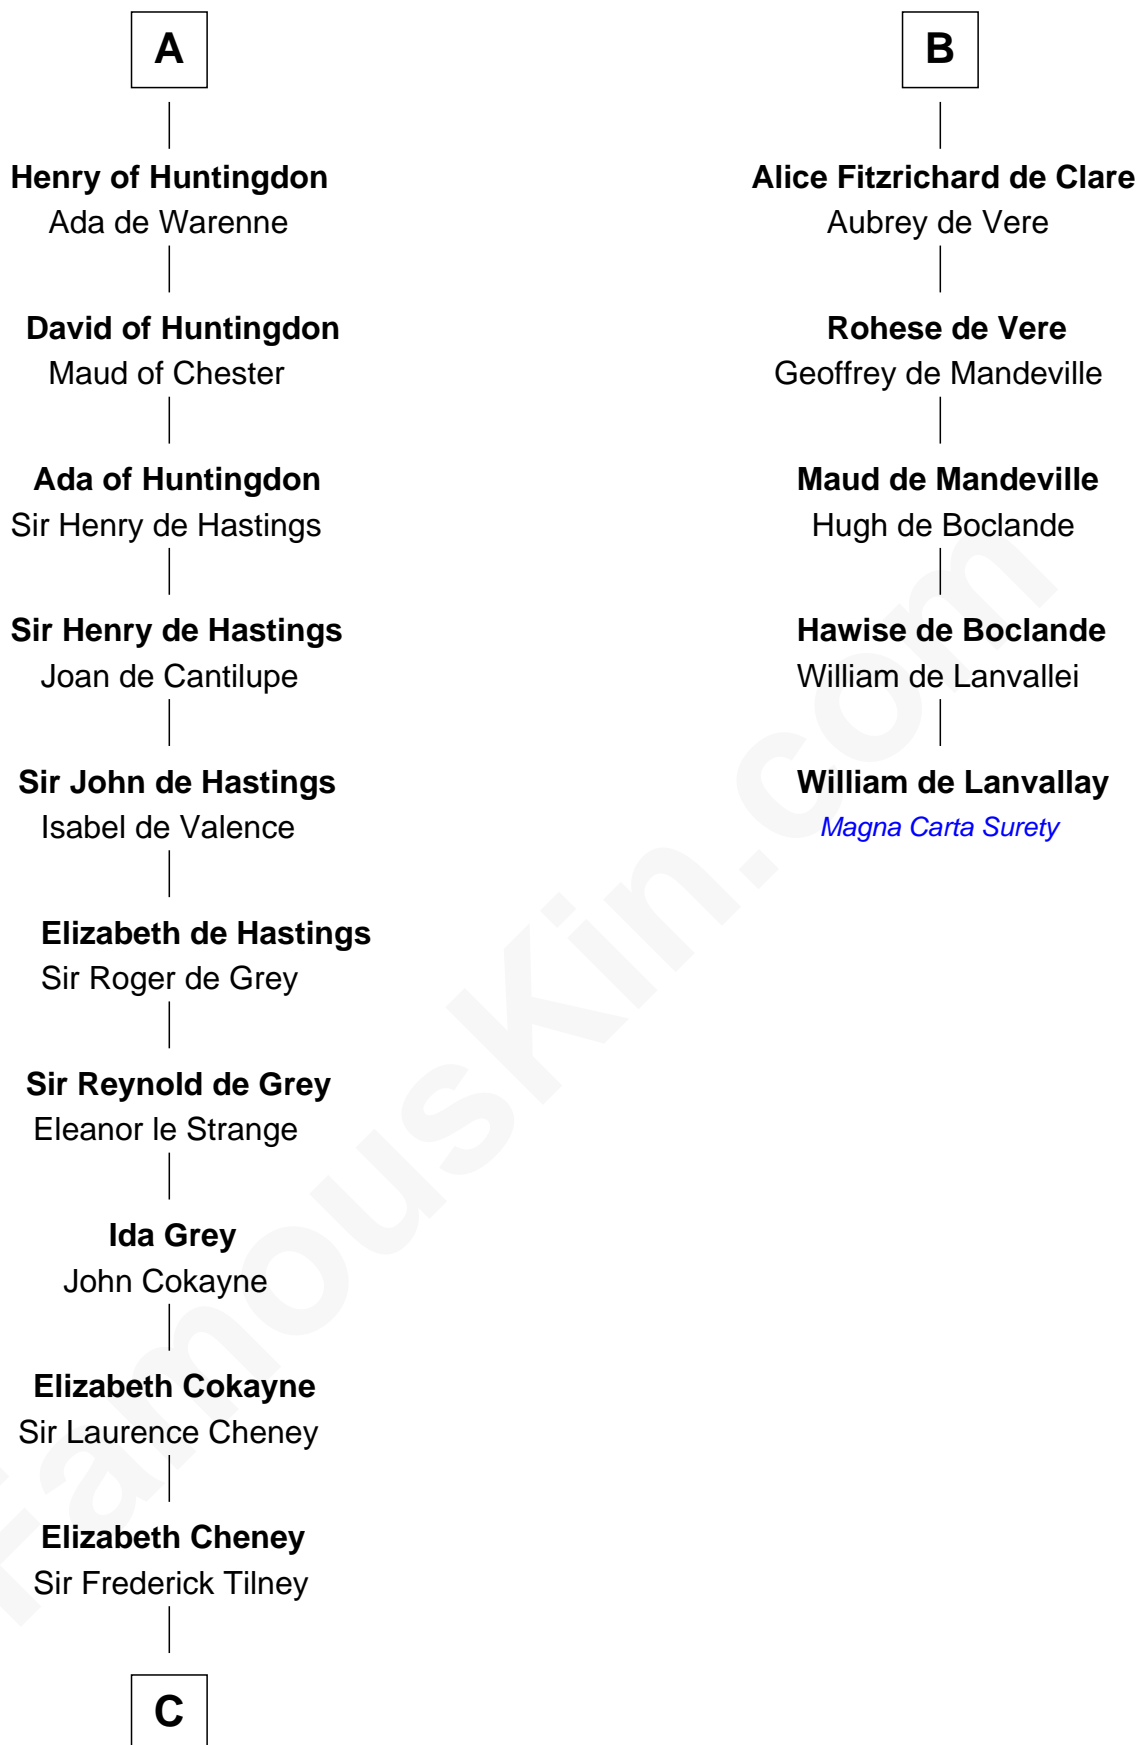 A
Henry of Huntingdon
Ada de Warenne
David of Huntingdon
Maud of Chester
Ada of Huntingdon
Sir Henry de Hastings
Sir Henry de Hastings
Joan de Cantilupe
Sir John de Hastings
Isabel de Valence
Elizabeth de Hastings
Sir Roger de Grey
Sir Reynold de Grey
Eleanor le Strange
Ida Grey
John Cokayne
Elizabeth Cokayne
Sir Laurence Cheney
Elizabeth Cheney
Sir Frederick Tilney
C
B
Alice Fitzrichard de Clare
Aubrey de Vere
Rohese de Vere
Geoffrey de Mandeville
Maud de Mandeville
Hugh de Boclande
Hawise de Boclande
William de Lanvallei
William de Lanvallay
Magna Carta Surety
FamousKin.com